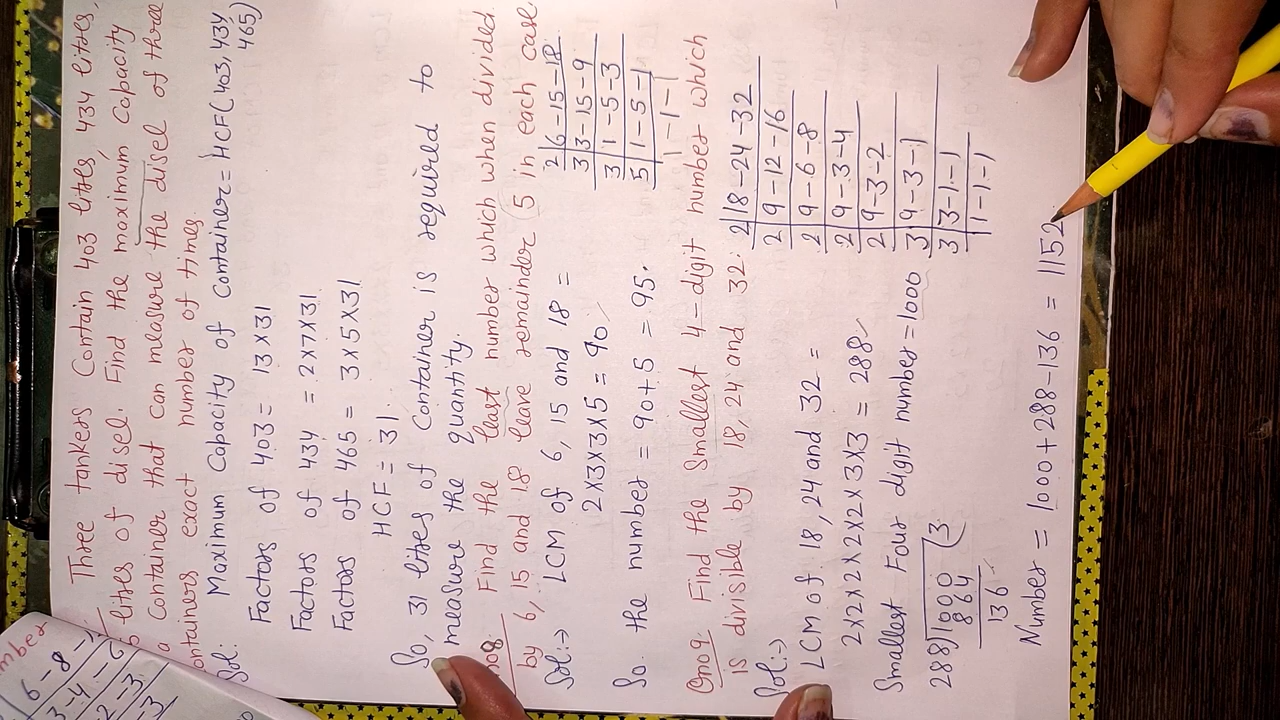 Three tankers Contain 403 litres, 434 litres,
litres of disel. Find the maximum capacity
a Container that can measure the disel of three
ontainers exact number of times.
Sol: Maximum Capacity of Container = HCF(403,434,
465)
Factors of 403 = 13×31
Factors of 434 = 2×7×31
Factors of 465 = 3×5×31
HCF = 31.
So, 31 litres of Container is required to
measure the quantity
Find the least number which when divided
by 6, 15 and 18 leave remainder 5 in each case
Sol:→ LCM of 6, 15 and 18 =
2×3×3×5 = 90
So the number = 90+5 = 95.
2|6-15-18
3|3-15-9
3|1-5-3
5|1-5-1
1-1-1
Qno9. Find the Smallest 4-digit number which
is divisible by 18, 24 and 32.
Sol:→
LCM of 18, 24 and 32 =
2×2×2×2×2×3×3 = 288
2|18-24-32
2|9-12-16
2|9-6-8
2|9-3-4
2|9-3-2
3|9-3-1
3|3-1-1
1-1-1
Smallest Four digit number = 1000
288)1000(3
864
136
Number = 1000+288-136 = 1152
mber
6-8-
3-4-
2-3
-3